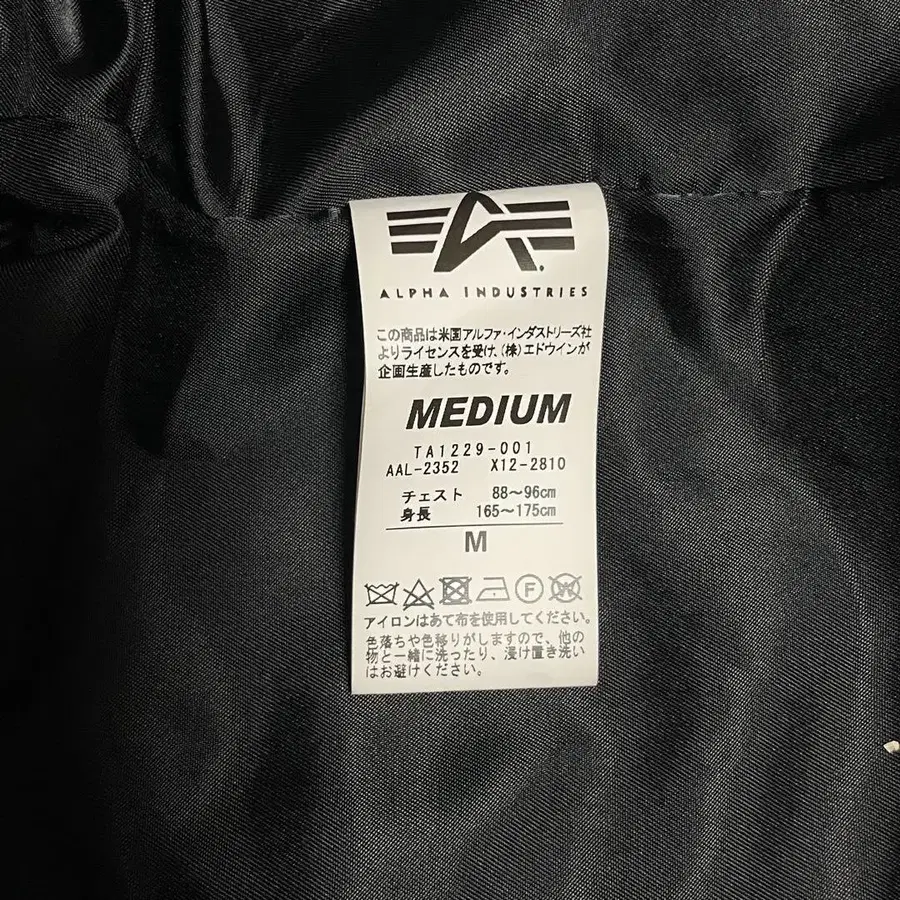 ALPHA INDUSTRIES
この商品は米国アルファ・インダストリーズ社
よりライセンスを受け、(株)エドウインが
企画生産したものです。
MEDIUM
TA1229-001
AAL-2352 X12-2810
チェスト 88〜96cm
身長 165〜175cm
M
F W
アイロンはあて布を使用してください。
色落ちや色移りがしますので、他の
物と一緒に洗ったり、浸け置き洗い
はお避けください。